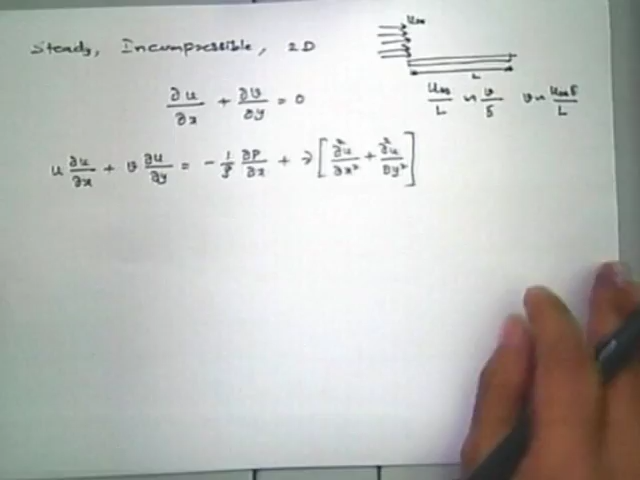 Steady, Incompressible, 2D
u∞
L
∂u/∂x + ∂v/∂y = 0
u∞/L ~ v/δ v ~ u∞δ/L
u ∂u/∂x + v ∂u/∂y = - 1/ρ ∂P/∂x + ν [ ∂²u/∂x² + ∂²u/∂y² ]